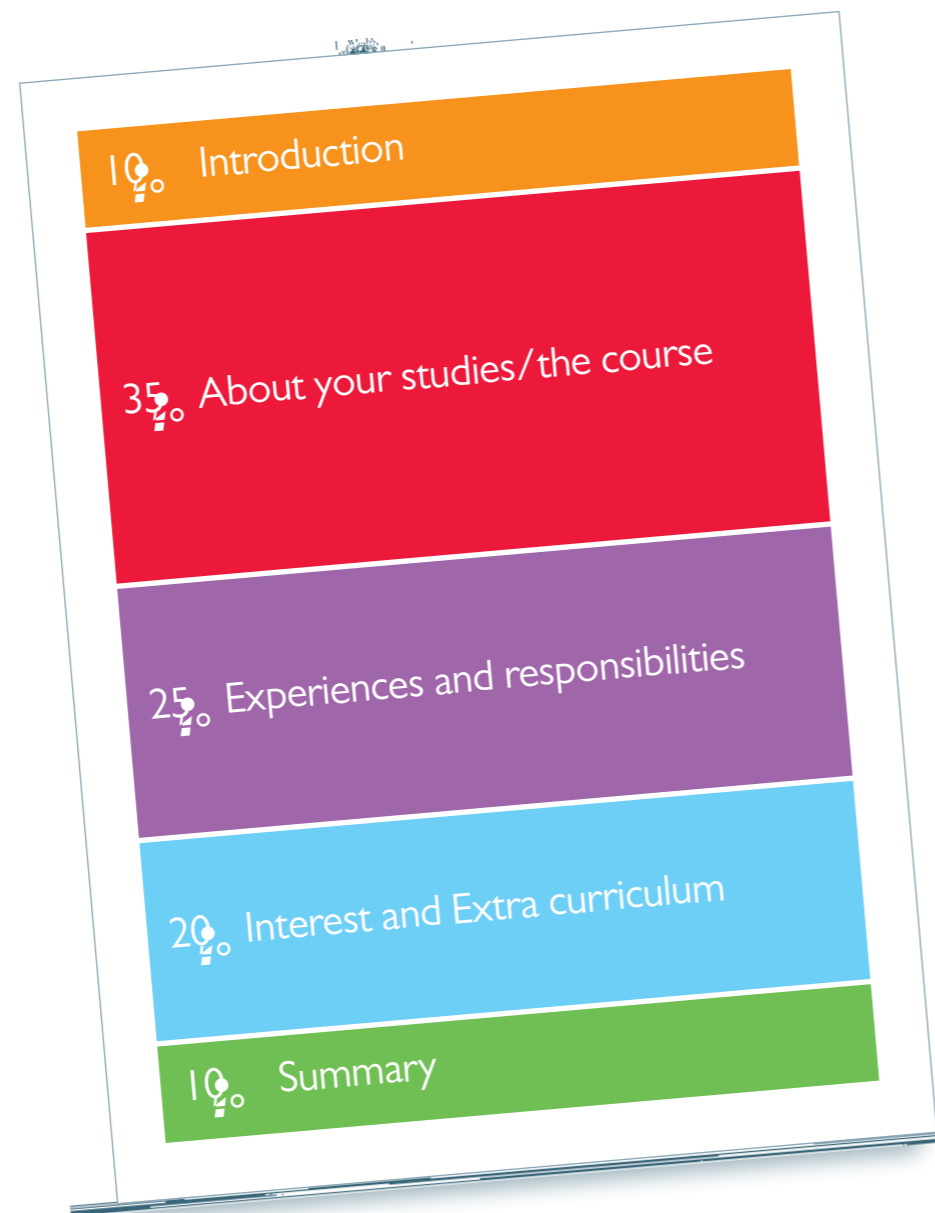 10% Introduction
35% About your studies/the course
25% Experiences and responsibilities
20% Interest and Extra curriculum
10% Summary